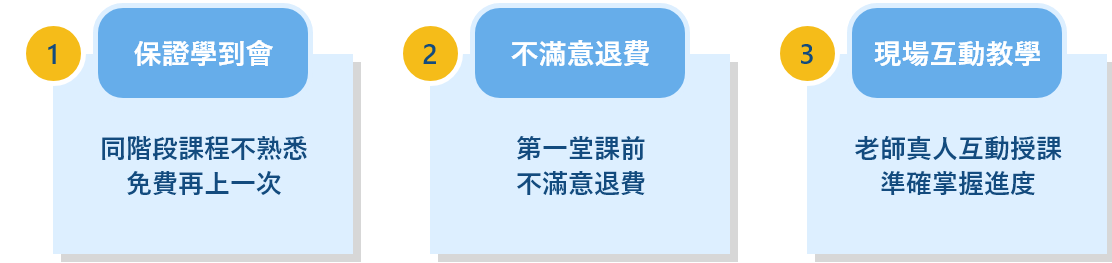 1
保證學到會
同階段課程不熟悉
免費再上一次
2
不滿意退費
第一堂課前
不滿意退費
3
現場互動教學
老師真人互動授課
準確掌握進度